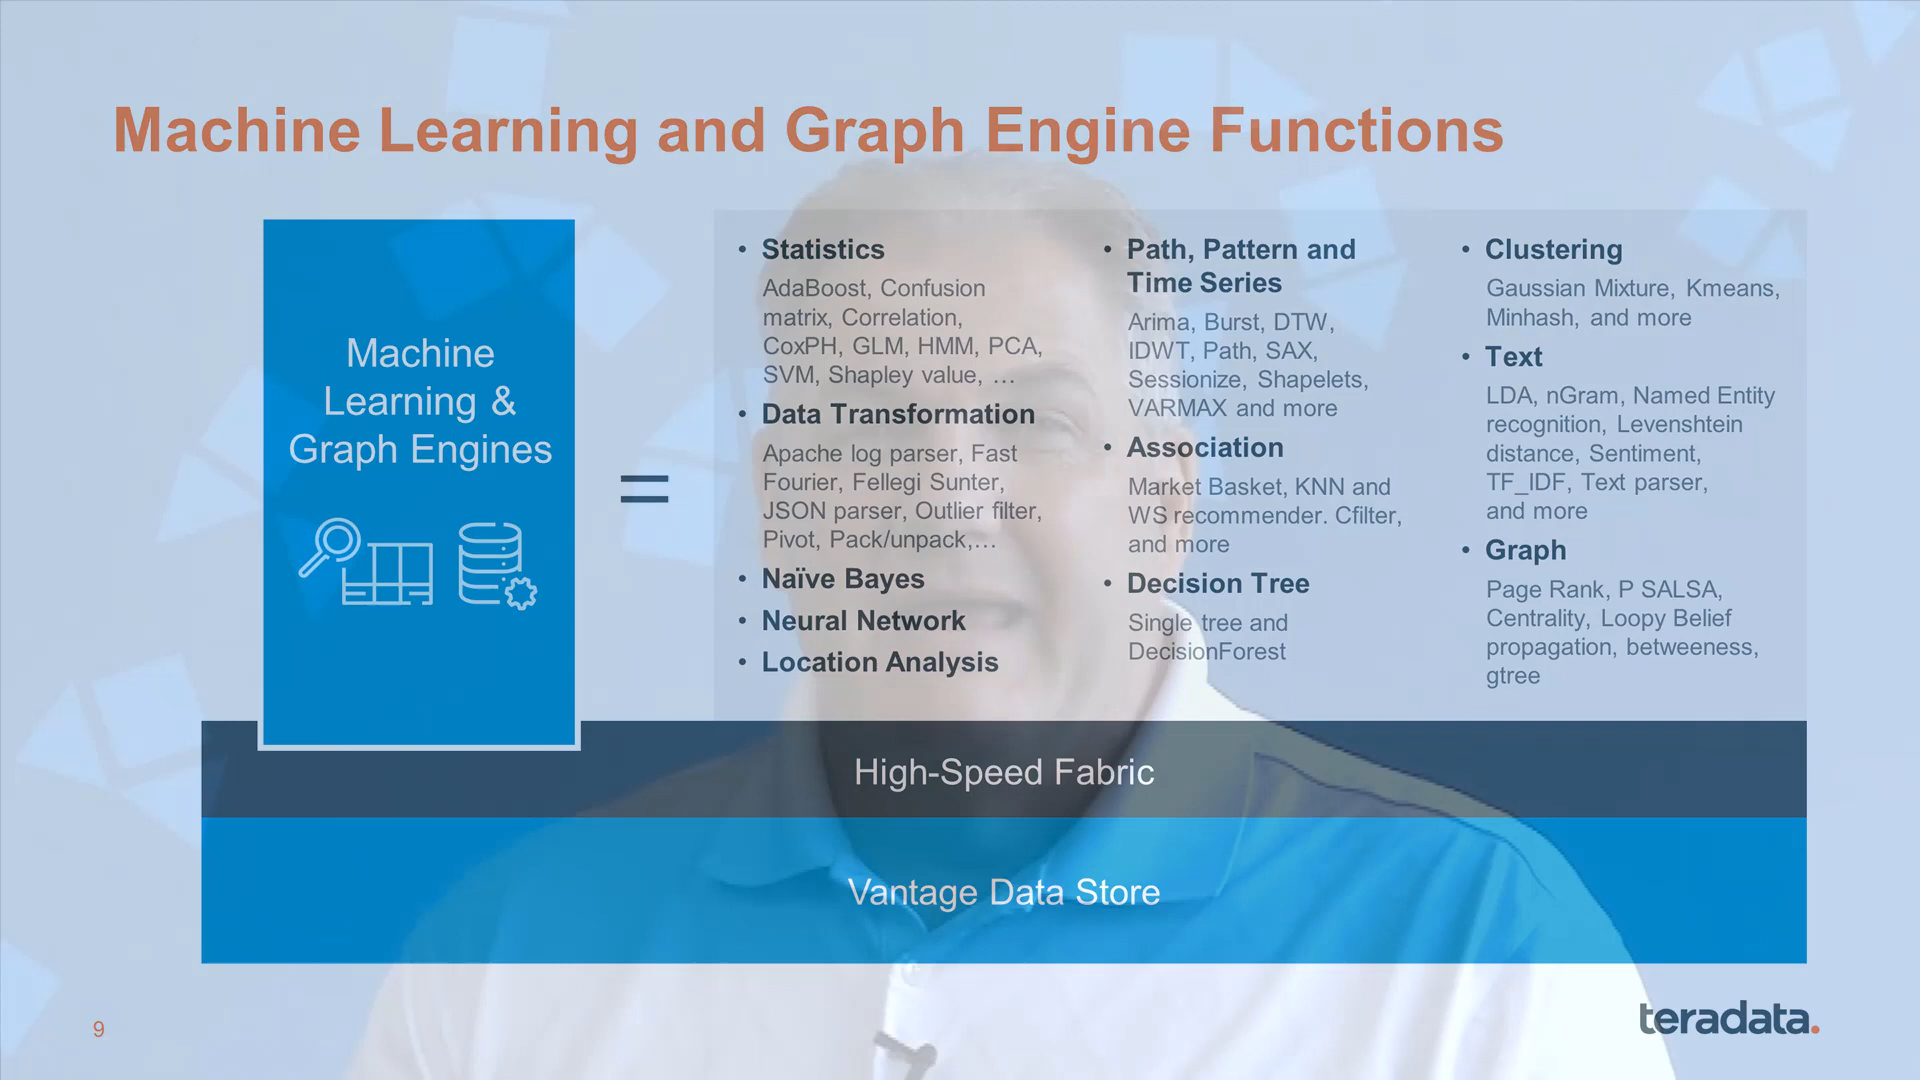 Machine Learning and Graph Engine Functions
Machine
Learning &
Graph Engines
=
• Statistics
AdaBoost, Confusion
matrix, Correlation,
CoxPH, GLM, HMM, PCA,
SVM, Shapley value, …
• Data Transformation
Apache log parser, Fast
Fourier, Fellegi Sunter,
JSON parser, Outlier filter,
Pivot, Pack/unpack,…
• Naïve Bayes
• Neural Network
• Location Analysis
• Path, Pattern and
Time Series
Arima, Burst, DTW,
IDWT, Path, SAX,
Sessionize, Shapelets,
VARMAX and more
• Association
Market Basket, KNN and
WS recommender. Cfilter,
and more
• Decision Tree
Single tree and
DecisionForest
• Clustering
Gaussian Mixture, Kmeans,
Minhash, and more
• Text
LDA, nGram, Named Entity
recognition, Levenshtein
distance, Sentiment,
TF_IDF, Text parser,
and more
• Graph
Page Rank, P SALSA,
Centrality, Loopy Belief
propagation, betweeness,
gtree
High-Speed Fabric
Vantage Data Store
9
teradata.